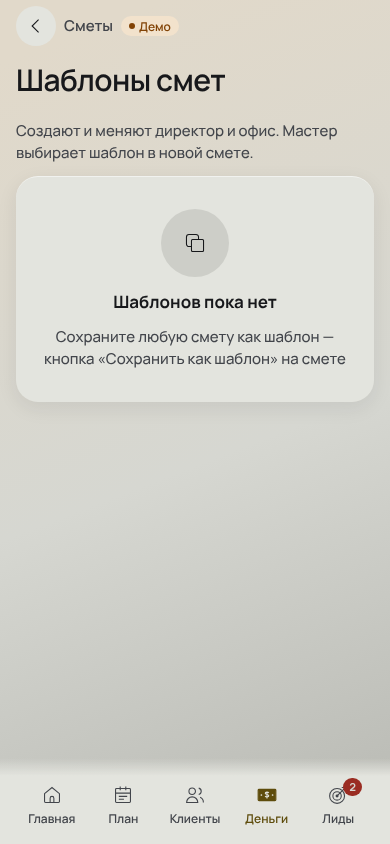 Сметы
Демо
Шаблоны смет
Создают и меняют директор и офис. Мастер
выбирает шаблон в новой смете.
Шаблонов пока нет
Сохраните любую смету как шаблон —
кнопка «Сохранить как шаблон» на смете
2
Главная
План
Клиенты
Деньги
Лиды